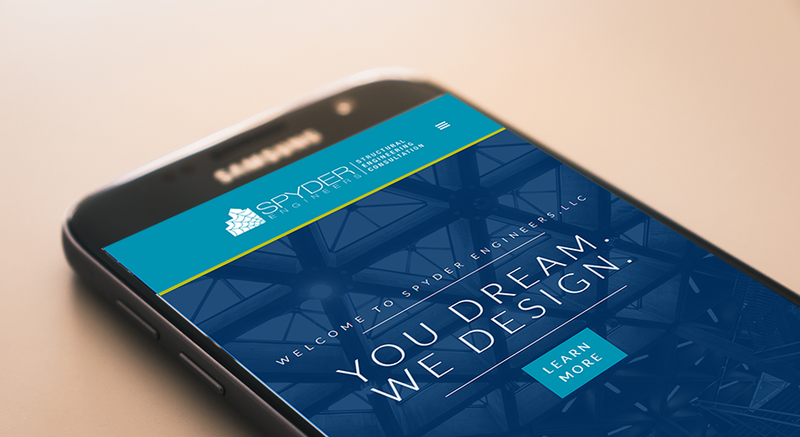 SAMSUNG
SPYDER
ENGINEERS
STRUCTURAL
ENGINEERING
CONSULTATION
WELCOME TO SPYDER ENGINEERS, LLC
YOU DREAM.
WE DESIGN.
LEARN
MORE